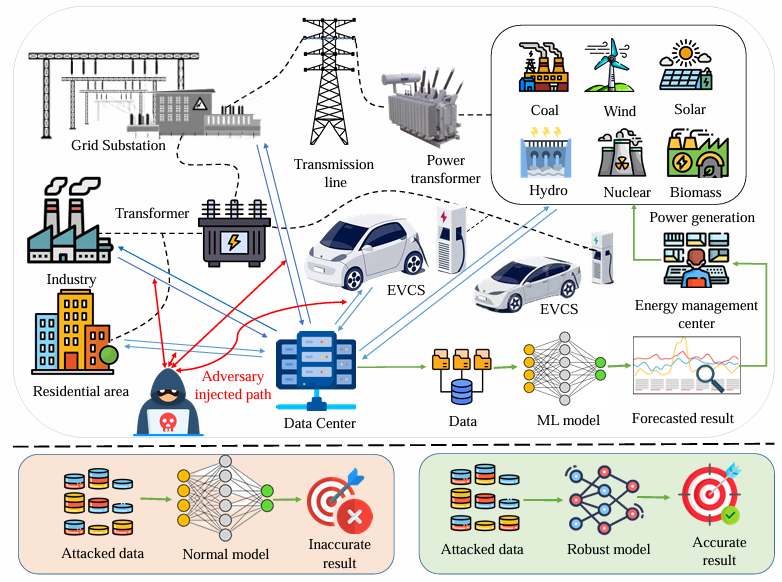 Coal
Wind
Solar
Grid Substation
Transmission
line
Power
transformer
Hydro
Nuclear
Biomass
Transformer
Power generation
Industry
EVCS
EVCS
Energy management
center
Residential area
Adversary
injected path
Data Center
Data
ML model
Forecasted result
Attacked data
Normal model
Inaccurate
result
Attacked data
Robust model
Accurate
result